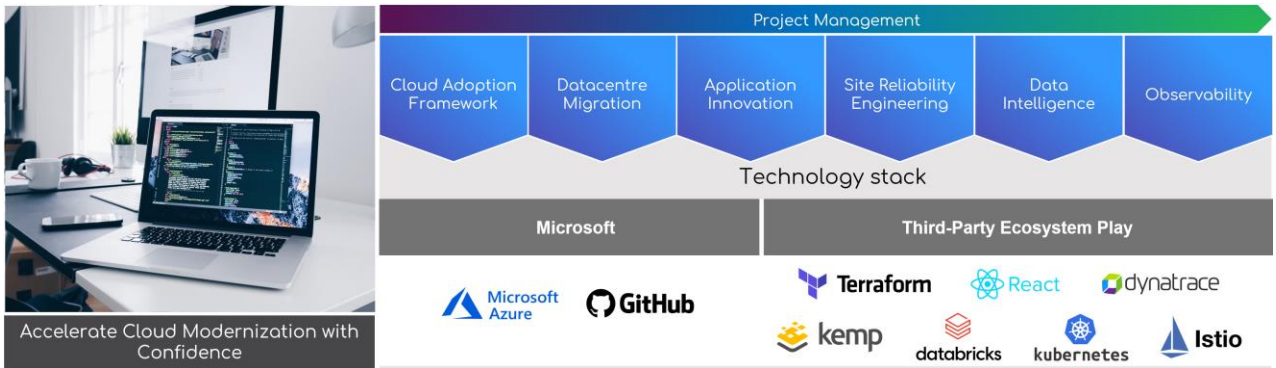 Project Management
Cloud Adoption
Framework
Datacentre
Migration
Application
Innovation
Site Reliability
Engineering
Data
Intelligence
Observability
Technology stack
Microsoft
Third-Party Ecosystem Play
Microsoft
Azure
GitHub
Terraform
React
dynatrace
kemp
databricks
kubernetes
Istio
Accelerate Cloud Modernization with
Confidence